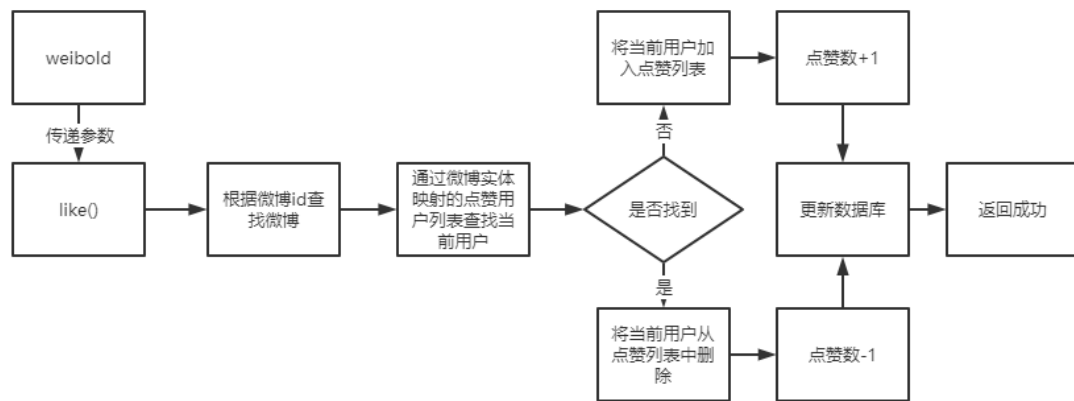 weiboId
传递参数
like()
根据微博id查
找微博
通过微博实体
映射的点赞用
户列表查找当
前用户
是否找到
否
将当前用户加
入点赞列表
点赞数+1
是
将当前用户从
点赞列表中删
除
点赞数-1
更新数据库
返回成功